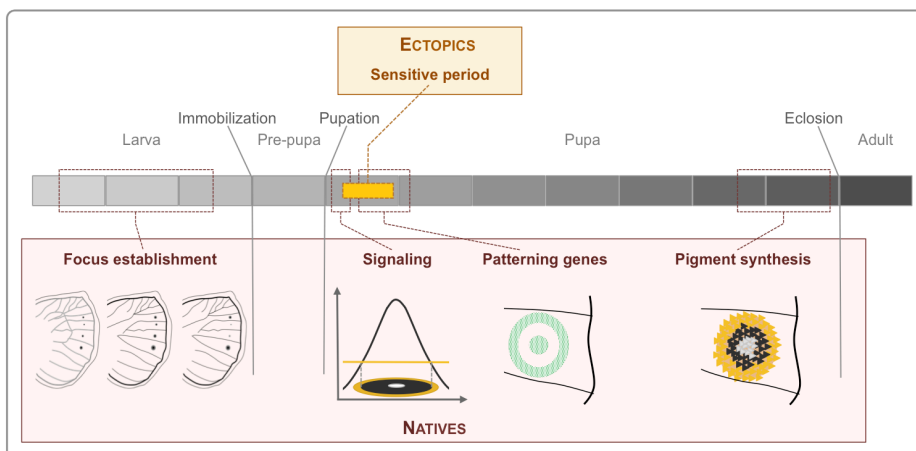 ECTOPICS
Sensitive period
Immobilization
Pupation
Eclosion
Larva
Pre-pupa
Pupa
Adult
Focus establishment
Signaling
Patterning genes
Pigment synthesis
NATIVES